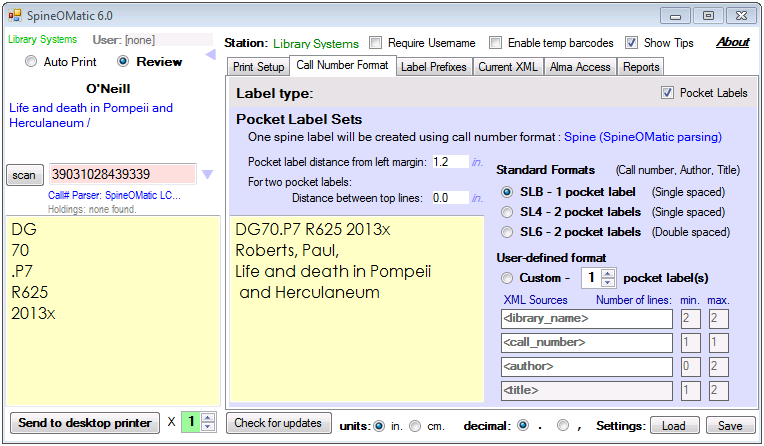 SpineOMatic 6.0
Library Systems User: [none]
Station: Library Systems Require Username Enable temp barcodes Show Tips About
Auto Print Review
Print Setup Call Number Format Label Prefixes Current XML Alma Access Reports
O'Neill
Life and death in Pompeii and
Herculaneum /
scan 39031028439339
Call# Parser: SpineOMatic LC...
Holdings: none found.
DG
70
.P7
R625
2013x
Send to desktop printer X 1
Label type: Pocket Labels
Pocket Label Sets
One spine label will be created using call number format : Spine (SpineOMatic parsing)
Pocket label distance from left margin: 1.2 in.
For two pocket labels:
Distance between top lines: 0.0 in.
DG70.P7 R625 2013x
Roberts, Paul,
Life and death in Pompeii
and Herculaneum
Standard Formats (Call number, Author, Title)
SLB - 1 pocket label (Single spaced)
SL4 - 2 pocket labels (Single spaced)
SL6 - 2 pocket labels (Double spaced)
User-defined format
Custom - 1 pocket label(s)
XML Sources Number of lines: min. max.
<library_name> 2 2
<call_number> 1 1
<author> 0 2
<title> 1 2
Check for updates units: in. cm. decimal: . , Settings: Load Save